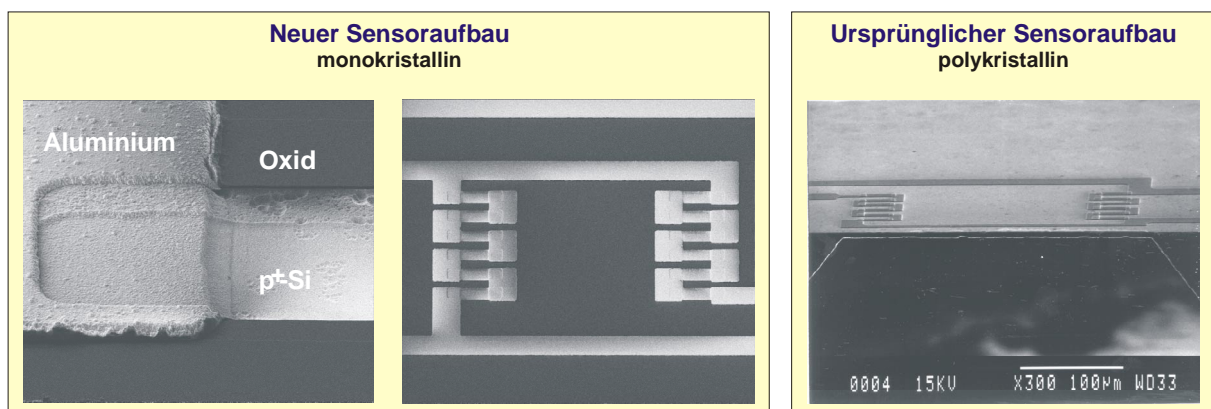 Neuer Sensoraufbau
monokristallin
Aluminium
Oxid
p+-Si
Ursprünglicher Sensoraufbau
polykristallin
0004 15KV X300 100µm WD33